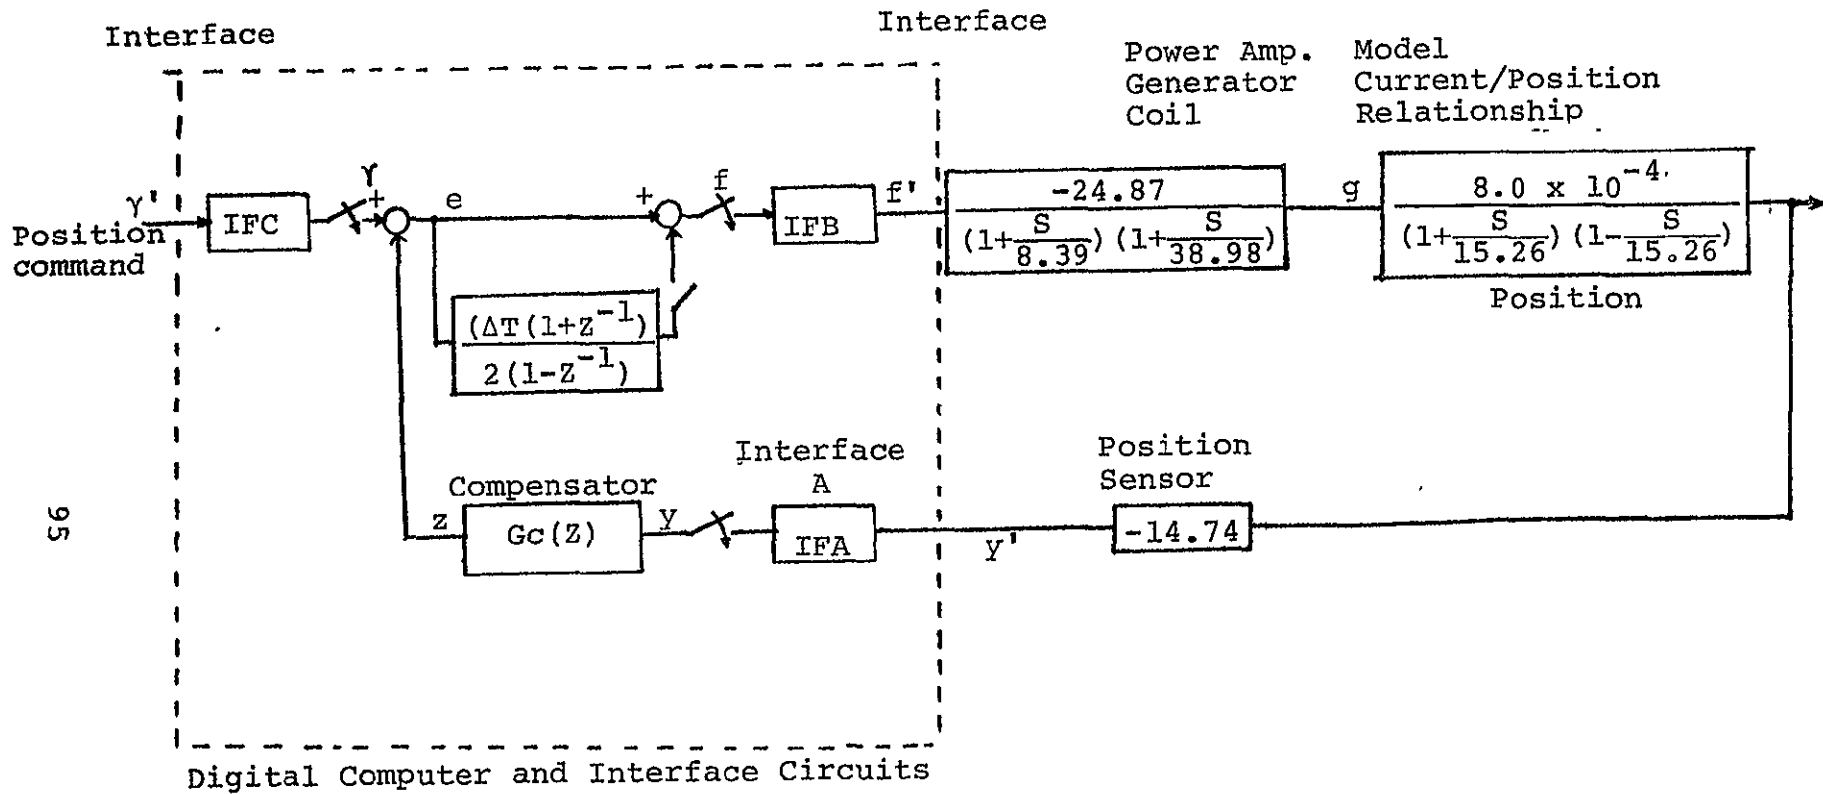 Interface
Interface
Power Amp.
Generator
Coil
Model
Current/Position
Relationship
γ'
Position
command
IFC
γ
+
e
+
f
IFB
f'
-24.87
(1+S/8.39)(1+S/38.98)
g
8.0 x 10^-4
(1+S/15.26)(1-S/15.26)
Position
(ΔT(1+Z^-1)
2(1-Z^-1)
Compensator
z
Gc(Z)
y
Interface
A
IFA
y'
Position
Sensor
-14.74
95
Digital Computer and Interface Circuits